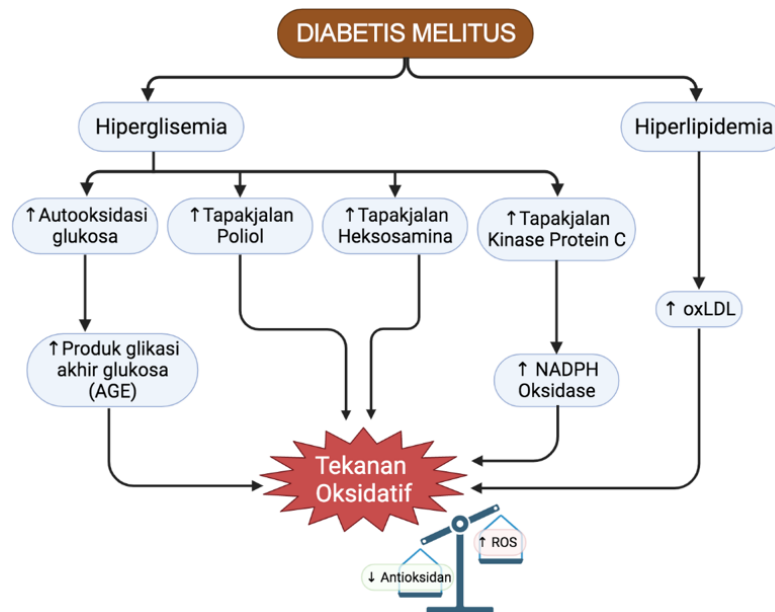 DIABETIS MELITUS
Hiperglisemia
Hiperlipidemia
↑Autooksidasi
glukosa
↑Tapakjalan
Poliol
↑Tapakjalan
Heksosamina
↑Tapakjalan
Kinase Protein C
↑ oxLDL
↑Produk glikasi
akhir glukosa
(AGE)
↑ NADPH
Oksidase
Tekanan
Oksidatif
↑ ROS
↓ Antioksidan